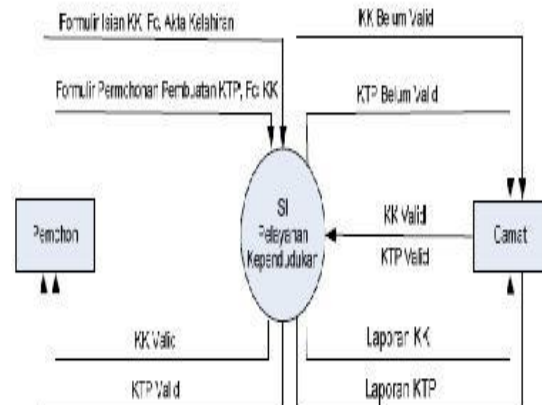 Formulir Isian KK, Fc. Akta Kelahiran
KK Belum Valid
Formulir Permohonan Pembuatan KTP, Fc. KK
KTP Belum Valid
SI
Pelayanan
Kependudukan
Pemohon
KK Valid
KTP Valid
Camat
KK Valid
KTP Valid
Laporan KK
Laporan KTP